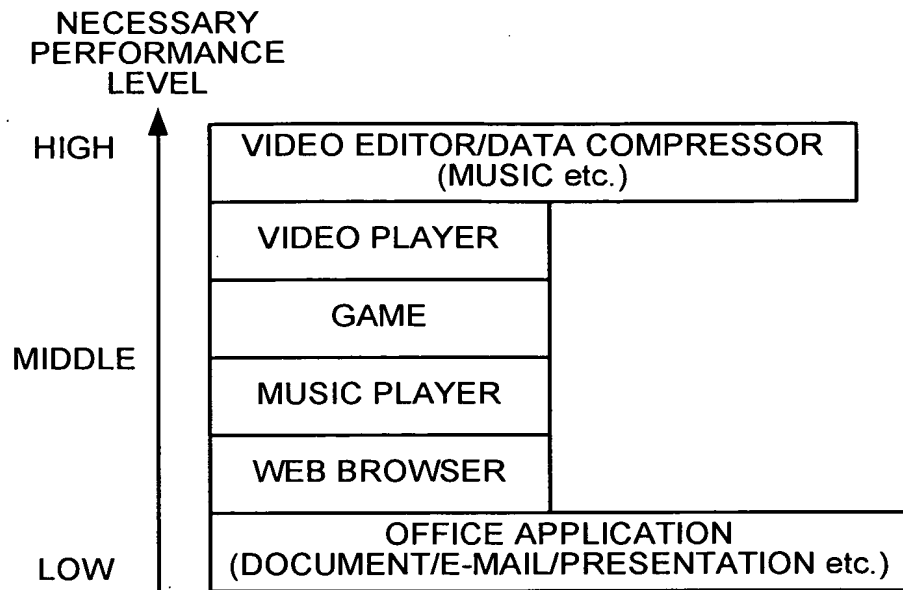 NECESSARY
PERFORMANCE
LEVEL
HIGH
VIDEO EDITOR/DATA COMPRESSOR
(MUSIC etc.)
VIDEO PLAYER
GAME
MIDDLE
MUSIC PLAYER
WEB BROWSER
OFFICE APPLICATION
(DOCUMENT/E-MAIL/PRESENTATION etc.)
LOW